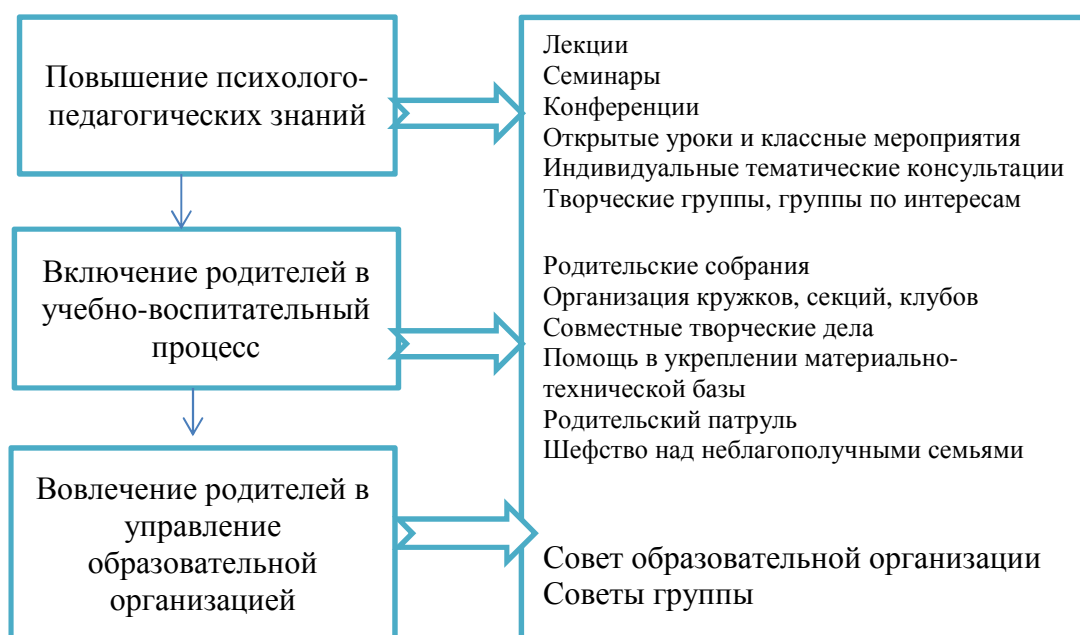 Повышение психолого-
педагогических знаний
Лекции
Семинары
Конференции
Открытые уроки и классные мероприятия
Индивидуальные тематические консультации
Творческие группы, группы по интересам
Включение родителей в
учебно-воспитательный
процесс
Родительские собрания
Организация кружков, секций, клубов
Совместные творческие дела
Помощь в укреплении материально-
технической базы
Родительский патруль
Шефство над неблагополучными семьями
Вовлечение родителей в
управление
образовательной
организацией
Совет образовательной организации
Советы группы